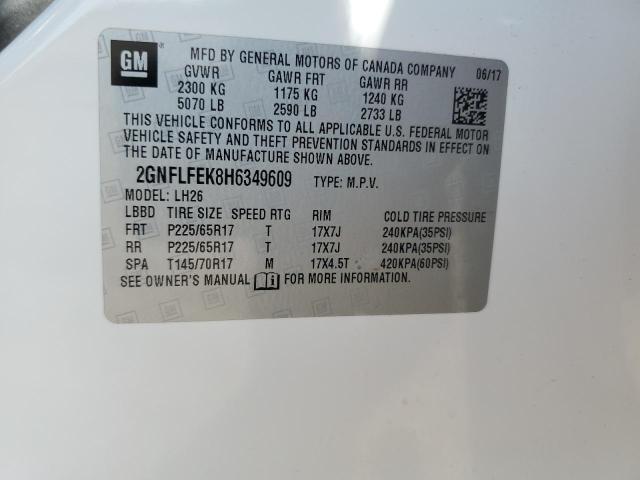 GM
MFD BY GENERAL MOTORS OF CANADA COMPANY 06/17
GVWR GAWR FRT GAWR RR
2300 KG 1175 KG 1240 KG
5070 LB 2590 LB 2733 LB
THIS VEHICLE CONFORMS TO ALL APPLICABLE U.S. FEDERAL MOTOR
VEHICLE SAFETY AND THEFT PREVENTION STANDARDS IN EFFECT ON
THE DATE OF MANUFACTURE SHOWN ABOVE.
2GNFLFEK8H6349609 TYPE: M.P.V.
MODEL: LH26
LBBD TIRE SIZE SPEED RTG RIM COLD TIRE PRESSURE
FRT P225/65R17 T 17X7J 240KPA(35PSI)
RR P225/65R17 T 17X7J 240KPA(35PSI)
SPA T145/70R17 M 17X4.5T 420KPA(60PSI)
SEE OWNER'S MANUAL FOR MORE INFORMATION.